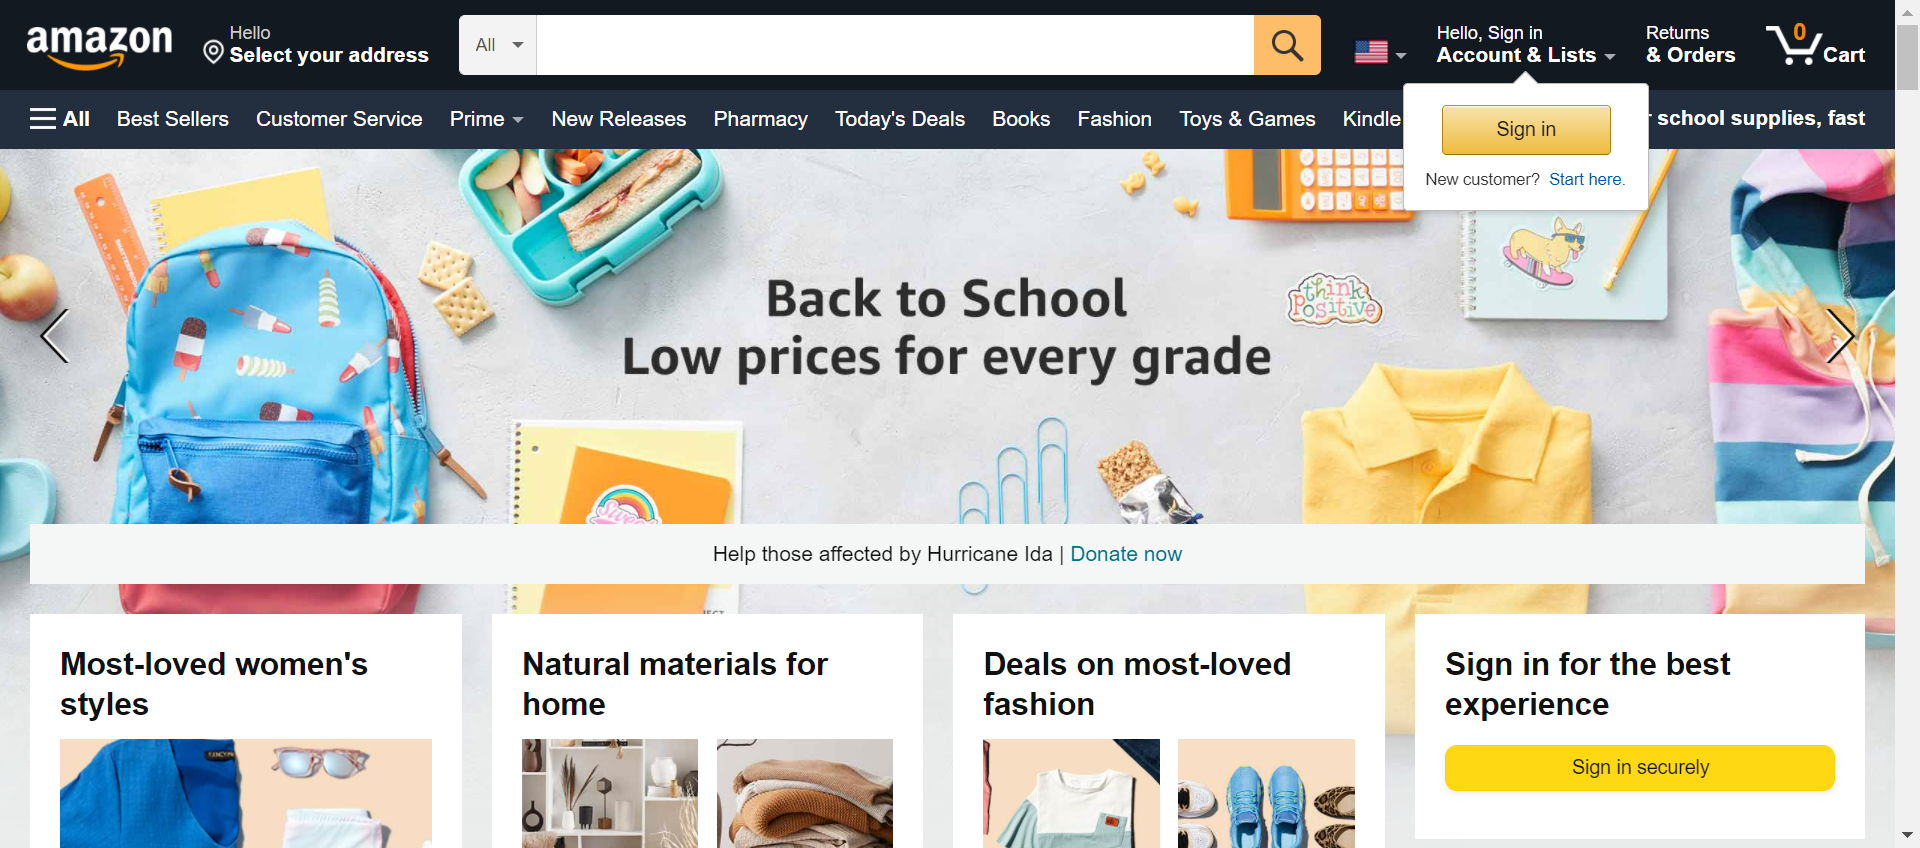 amazon
Hello
Select your address
All
Hello, Sign in
Account & Lists
Returns
& Orders
0
Cart
All
Best Sellers
Customer Service
Prime
New Releases
Pharmacy
Today's Deals
Books
Fashion
Toys & Games
Kindle
school supplies, fast
Sign in
New customer? Start here.
Back to School
Low prices for every grade
think
positive
Help those affected by Hurricane Ida | Donate now
Most-loved women's
styles
Natural materials for
home
Deals on most-loved
fashion
Sign in for the best
experience
Sign in securely